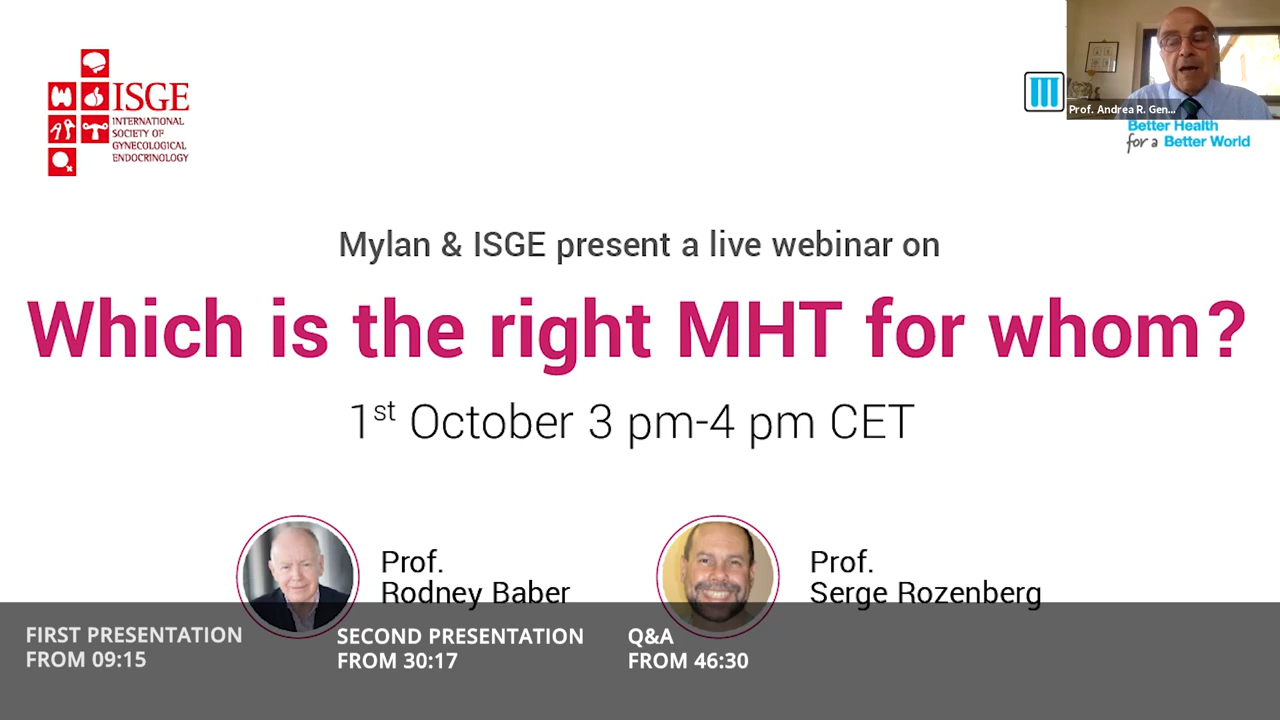 ISGE
INTERNATIONAL
SOCIETY OF
GYNECOLOGICAL
ENDOCRINOLOGY
Prof. Andrea R. Gen...
Better Health
for a Better World
Mylan & ISGE present a live webinar on
Which is the right MHT for whom?
1st October 3 pm-4 pm CET
Prof.
Rodney Baber
Prof.
Serge Rozenberg
FIRST PRESENTATION
FROM 09:15
SECOND PRESENTATION
FROM 30:17
Q&A
FROM 46:30